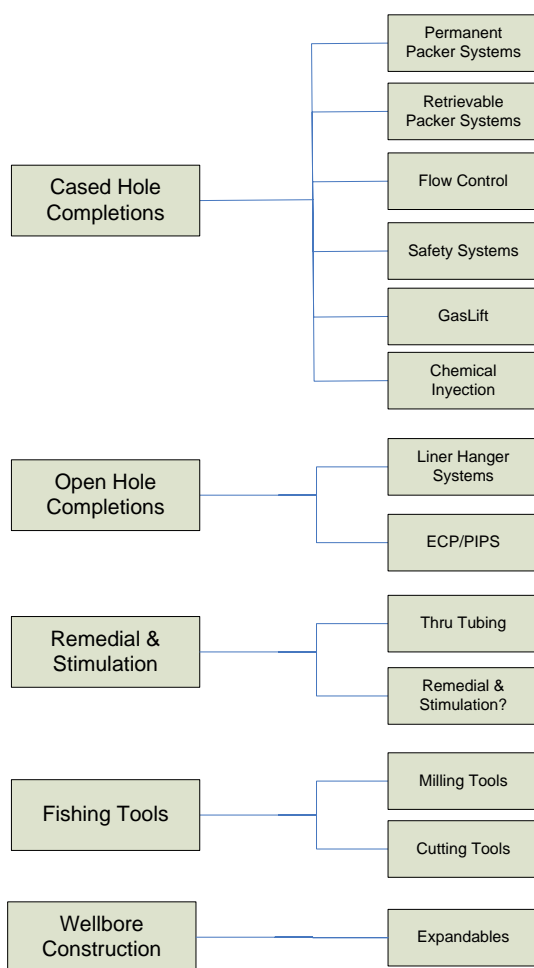 Permanent
Packer Systems
Retrievable
Packer Systems
Cased Hole
Completions
Flow Control
Safety Systems
GasLift
Chemical
Inyection
Open Hole
Completions
Liner Hanger
Systems
ECP/PIPS
Remedial &
Stimulation
Thru Tubing
Remedial &
Stimulation?
Fishing Tools
Milling Tools
Cutting Tools
Wellbore
Construction
Expandables